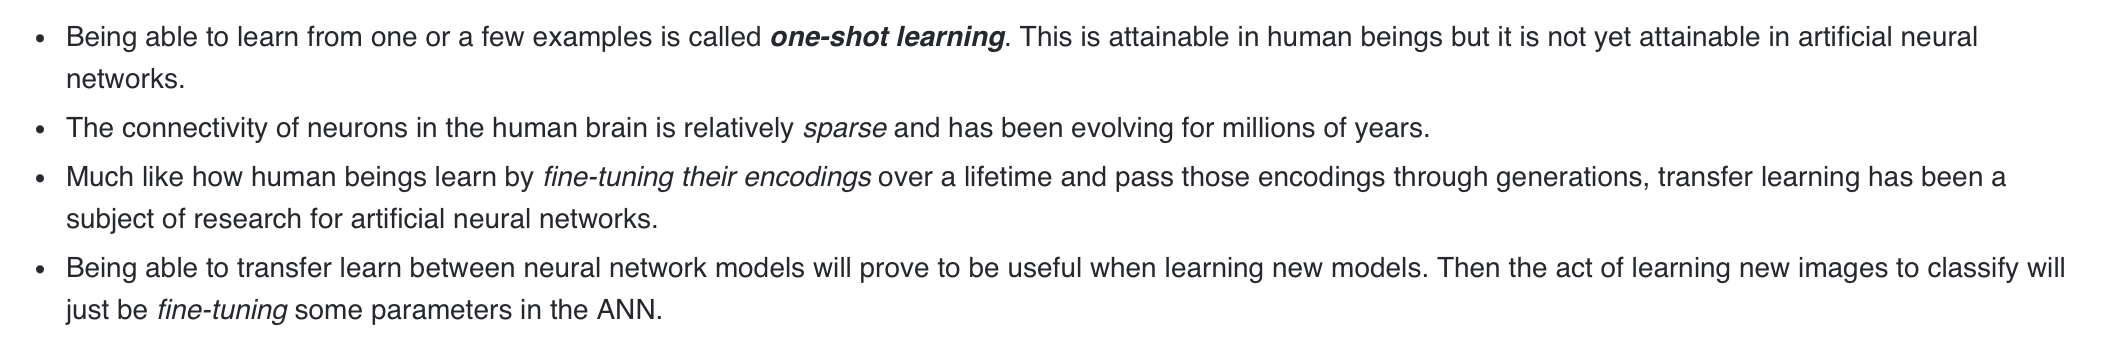 • Being able to learn from one or a few examples is called one-shot learning. This is attainable in human beings but it is not yet attainable in artificial neural
networks.
• The connectivity of neurons in the human brain is relatively sparse and has been evolving for millions of years.
• Much like how human beings learn by fine-tuning their encodings over a lifetime and pass those encodings through generations, transfer learning has been a
subject of research for artificial neural networks.
• Being able to transfer learn between neural network models will prove to be useful when learning new models. Then the act of learning new images to classify will
just be fine-tuning some parameters in the ANN.